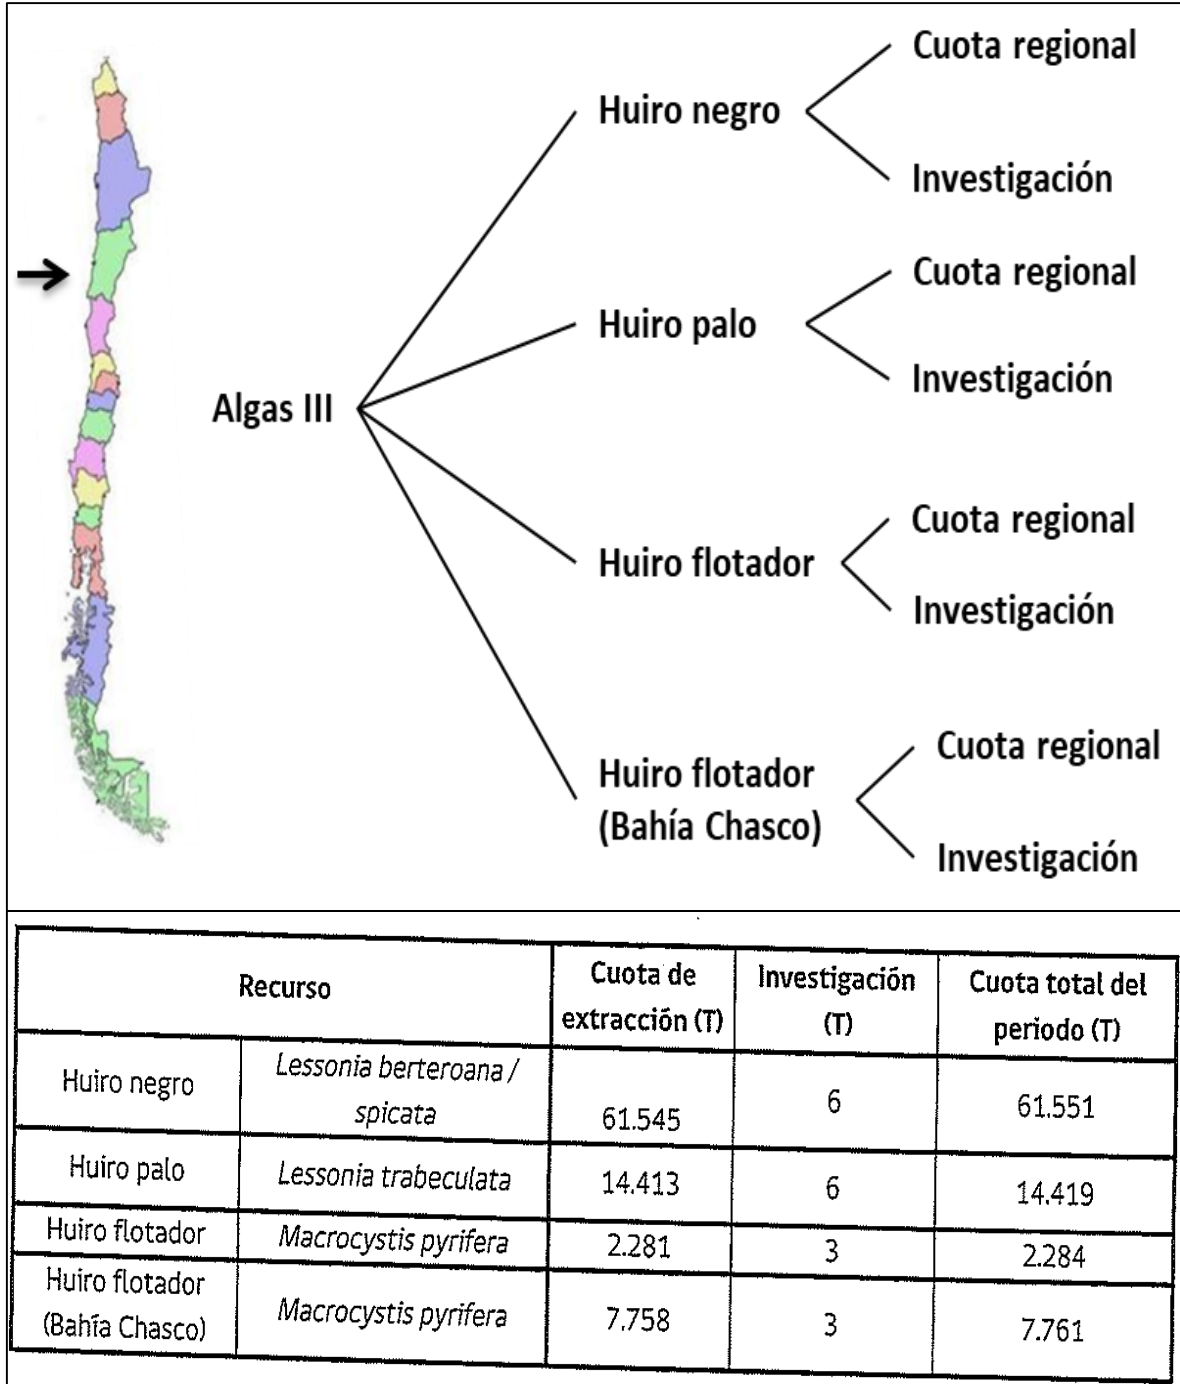 Cuota regional
Huiro negro
Investigación
Cuota regional
Huiro palo
Investigación
Algas III
Cuota regional
Huiro flotador
Investigación
Cuota regional
Huiro flotador
(Bahía Chasco)
Investigación
Recurso
Cuota de
extracción (T)
Investigación
(T)
Cuota total del
periodo (T)
Huiro negro
Lessonia berteroana /
spicata
61.545
6
61.551
Huiro palo
Lessonia trabeculata
14.413
6
14.419
Huiro flotador
Macrocystis pyrifera
2.281
3
2.284
Huiro flotador
(Bahía Chasco)
Macrocystis pyrifera
7.758
3
7.761